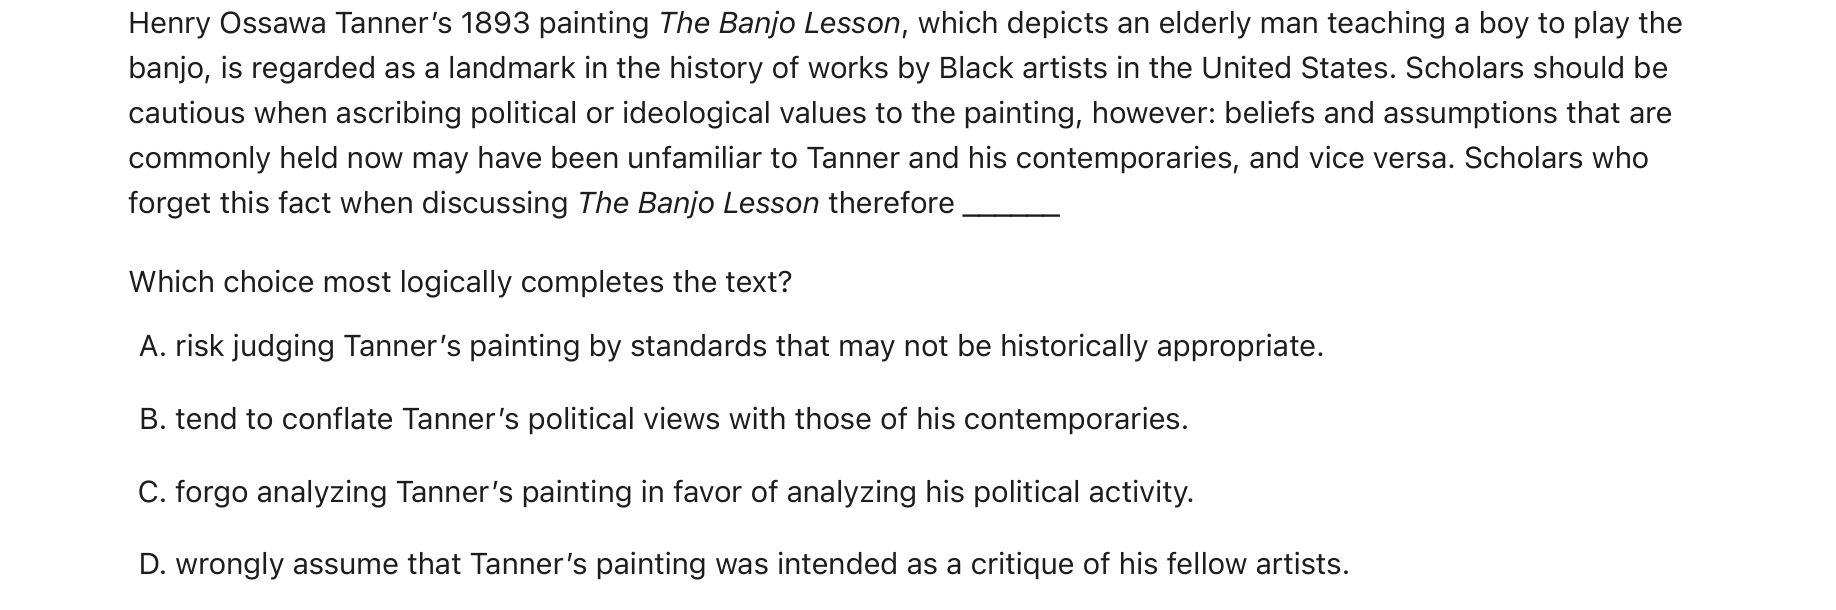 Henry Ossawa Tanner’s 1893 painting The Banjo Lesson, which depicts an elderly man teaching a boy to play the
banjo, is regarded as a landmark in the history of works by Black artists in the United States. Scholars should be
cautious when ascribing political or ideological values to the painting, however: beliefs and assumptions that are
commonly held now may have been unfamiliar to Tanner and his contemporaries, and vice versa. Scholars who
forget this fact when discussing The Banjo Lesson therefore ______
Which choice most logically completes the text?
A. risk judging Tanner’s painting by standards that may not be historically appropriate.
B. tend to conflate Tanner’s political views with those of his contemporaries.
C. forgo analyzing Tanner’s painting in favor of analyzing his political activity.
D. wrongly assume that Tanner’s painting was intended as a critique of his fellow artists.